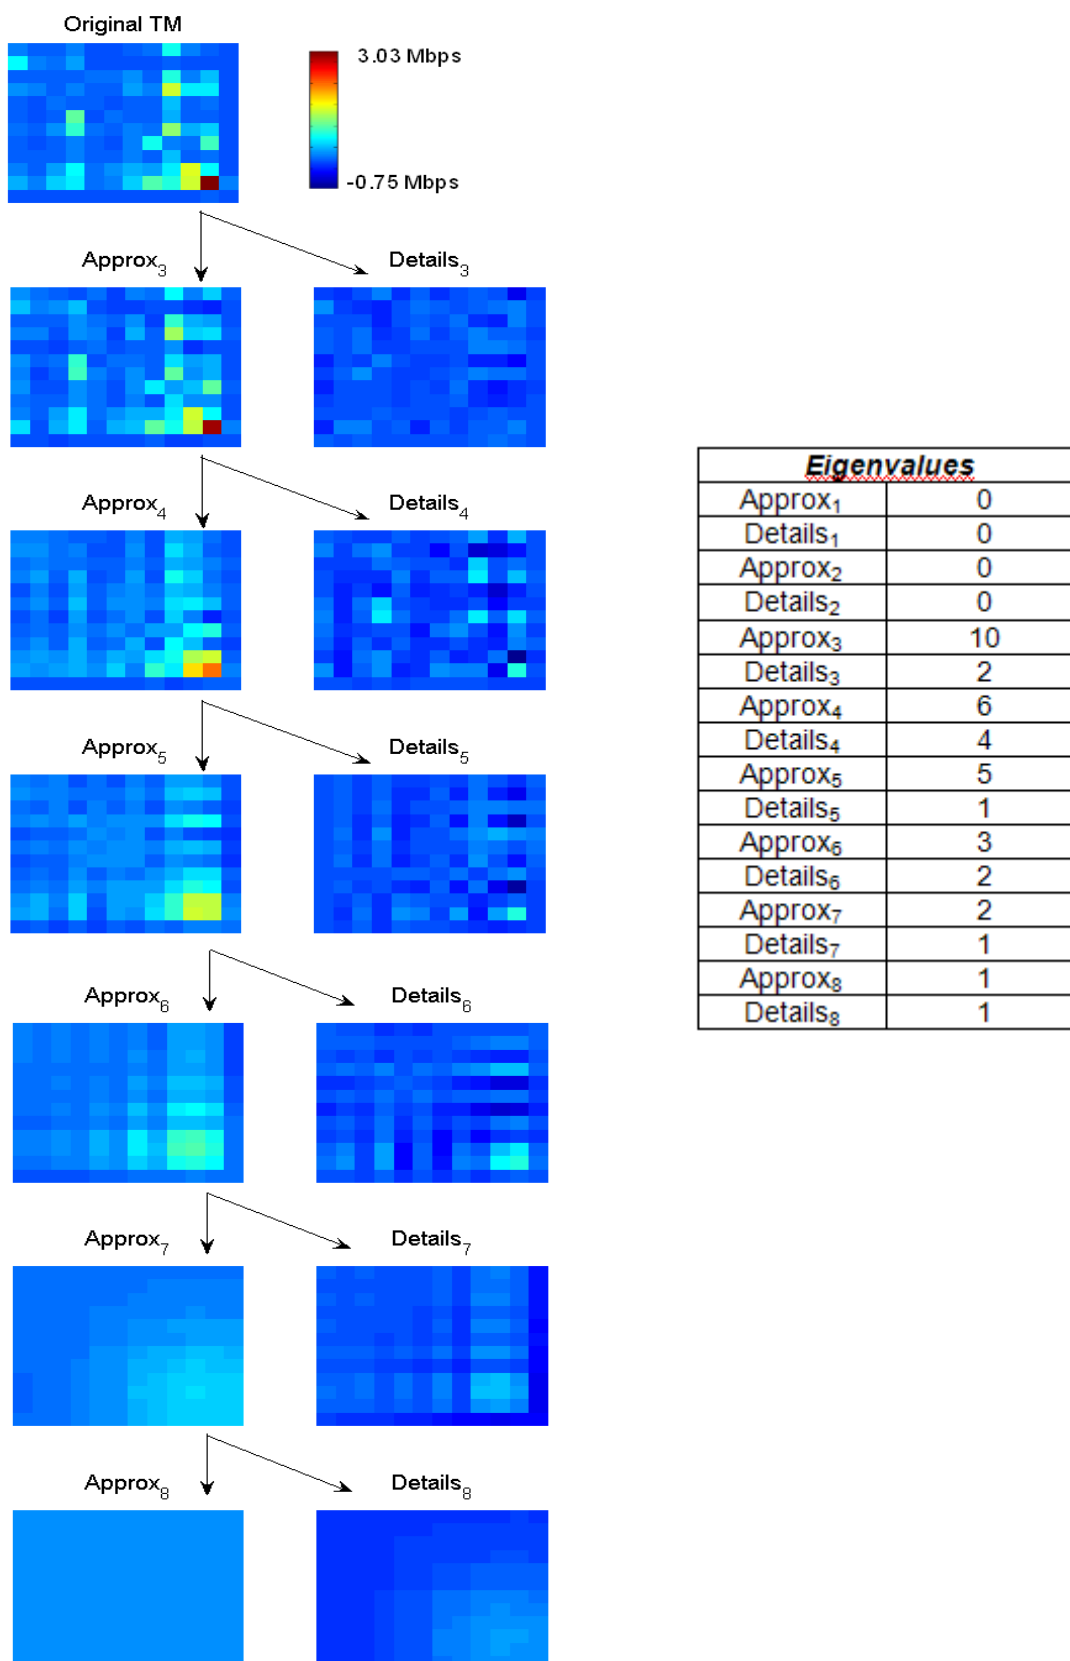 Original TM
3.03 Mbps
-0.75 Mbps
Approx3
Details3
Approx4
Details4
Approx5
Details5
Approx6
Details6
Approx7
Details7
Approx8
Details8
Eigenvalues
Approx1 0
Details1 0
Approx2 0
Details2 0
Approx3 10
Details3 2
Approx4 6
Details4 4
Approx5 5
Details5 1
Approx6 3
Details6 2
Approx7 2
Details7 1
Approx8 1
Details8 1